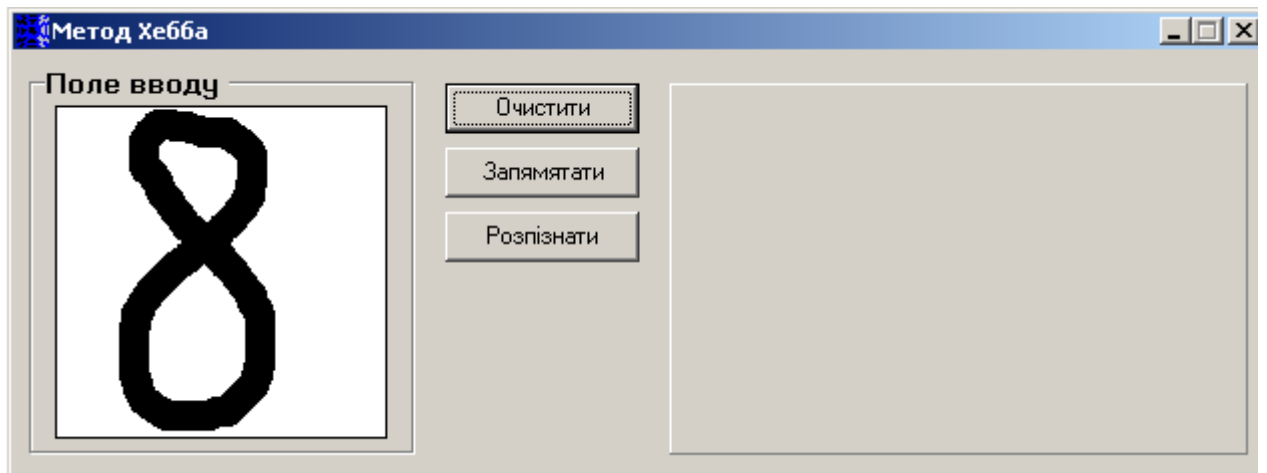 Метод Хебба
Поле вводу
8
Очистити
Запямятати
Розпізнати